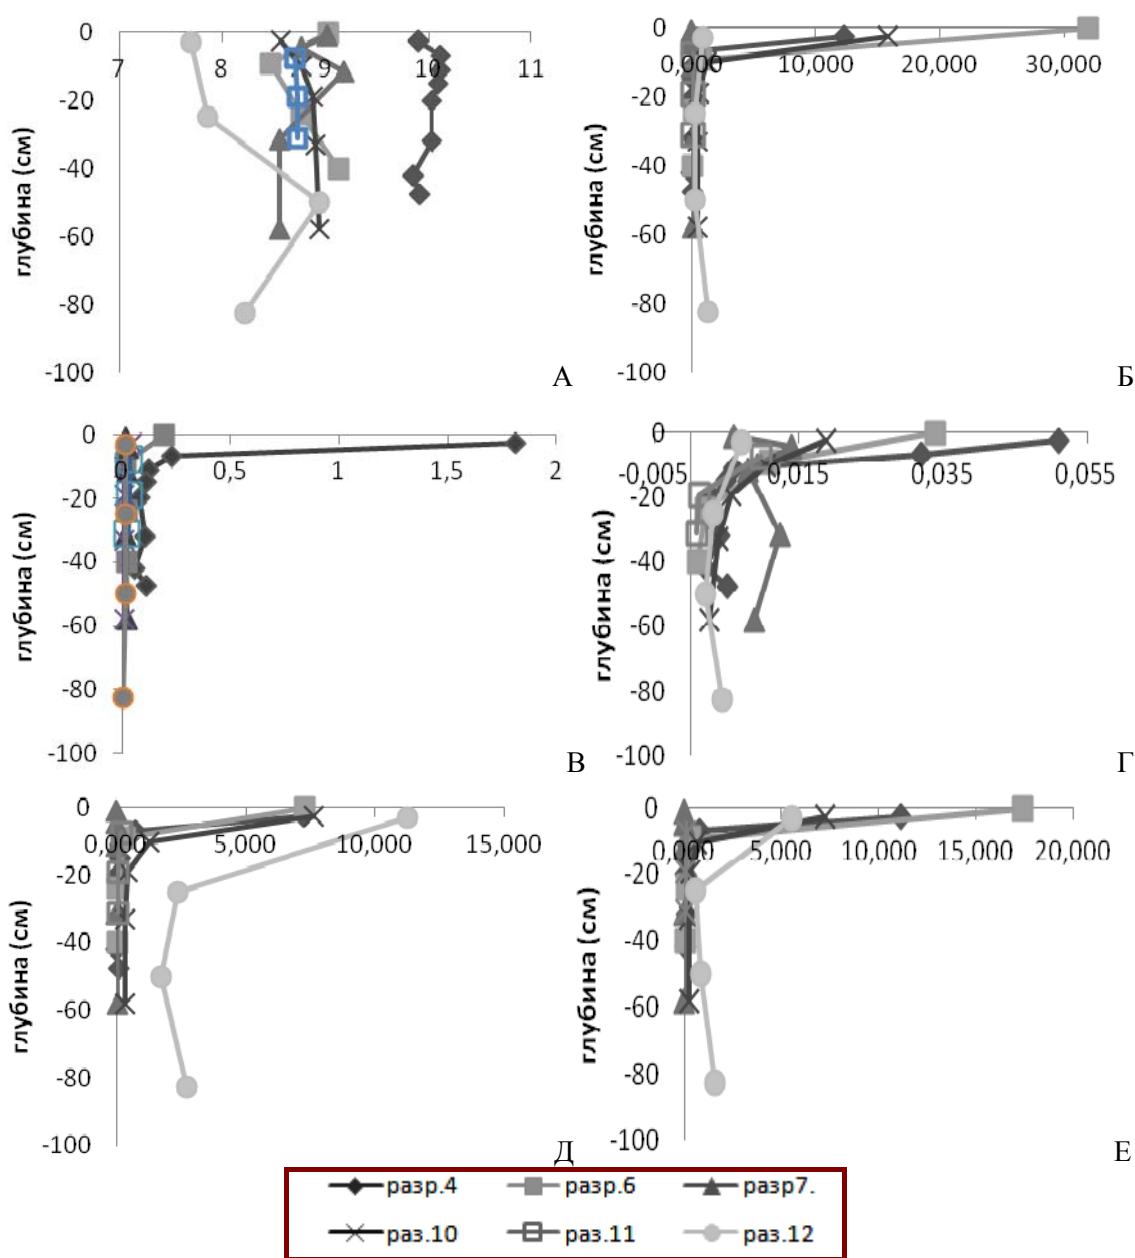 0
7 8 9 10 11
-20
-40
-60
-80
-100
глубина (см)
А
0
0,000 10,000 20,000 30,000
-20
-40
-60
-80
-100
глубина (см)
Б
0
0 0,5 1 1,5 2
-20
-40
-60
-80
-100
глубина (см)
В
0
-0,005 0,015 0,035 0,055
-20
-40
-60
-80
-100
глубина (см)
Г
0
0,000 5,000 10,000 15,000
-20
-40
-60
-80
-100
глубина (см)
Д
0
0,000 5,000 10,000 15,000 20,000
-20
-40
-60
-80
-100
глубина (см)
Е
разр.4 разр.6 разр7.
раз.10 раз.11 раз.12